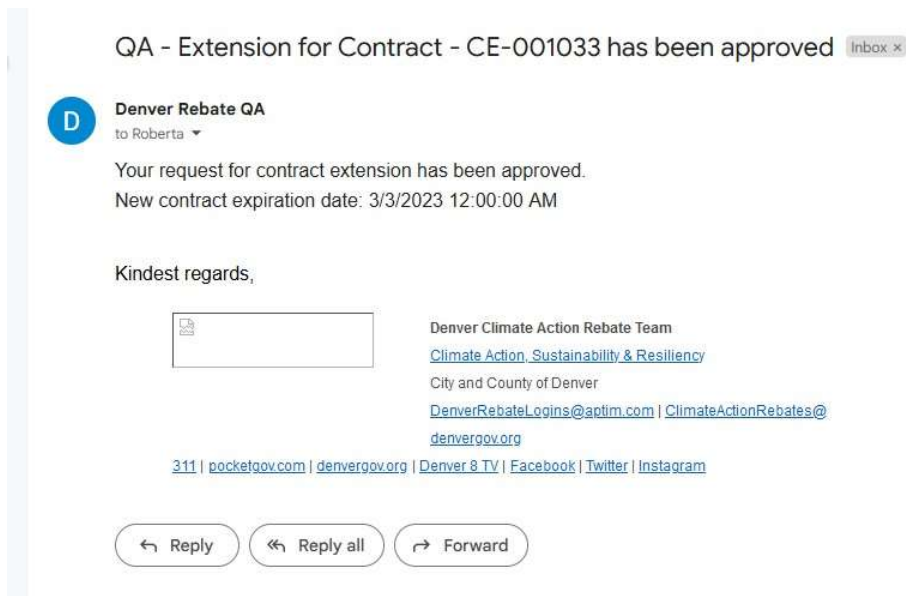 QA - Extension for Contract - CE-001033 has been approved Inbox ×
D
Denver Rebate QA
to Roberta
Your request for contract extension has been approved.
New contract expiration date: 3/3/2023 12:00:00 AM
Kindest regards,
Denver Climate Action Rebate Team
Climate Action, Sustainability & Resiliency
City and County of Denver
DenverRebateLogins@aptim.com | ClimateActionRebates@
denvergov.org
311 | pocketgov.com | denvergov.org | Denver 8 TV | Facebook | Twitter | Instagram
Reply Reply all Forward